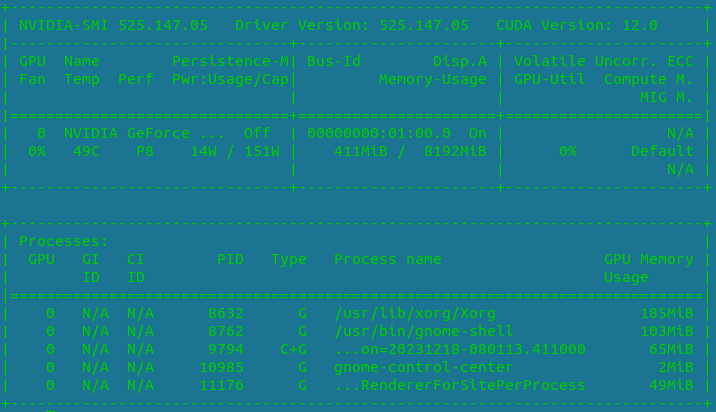 NVIDIA-SMI 525.147.05   Driver Version: 525.147.05   CUDA Version: 12.0
GPU  Name        Persistence-M| Bus-Id        Disp.A | Volatile Uncorr. ECC
Fan  Temp  Perf  Pwr:Usage/Cap|         Memory-Usage | GPU-Util  Compute M.
MIG M.
0  NVIDIA GeForce ...  Off  | 00000000:01:00.0  On |                  N/A
0%   49C    P8    14W / 151W |    411MiB /  8192MiB |      0%      Default
N/A
Processes:
GPU   GI   CI        PID   Type   Process name                  GPU Memory
ID   ID                                                   Usage
0   N/A  N/A      8632      G   /usr/lib/xorg/Xorg                185MiB
0   N/A  N/A      8762      G   /usr/bin/gnome-shell              103MiB
0   N/A  N/A      9794    C+G   ...on=20231218-080113.411000       65MiB
0   N/A  N/A     10985      G   gnome-control-center                2MiB
0   N/A  N/A     11176      G   ...RendererForSitePerProcess       49MiB